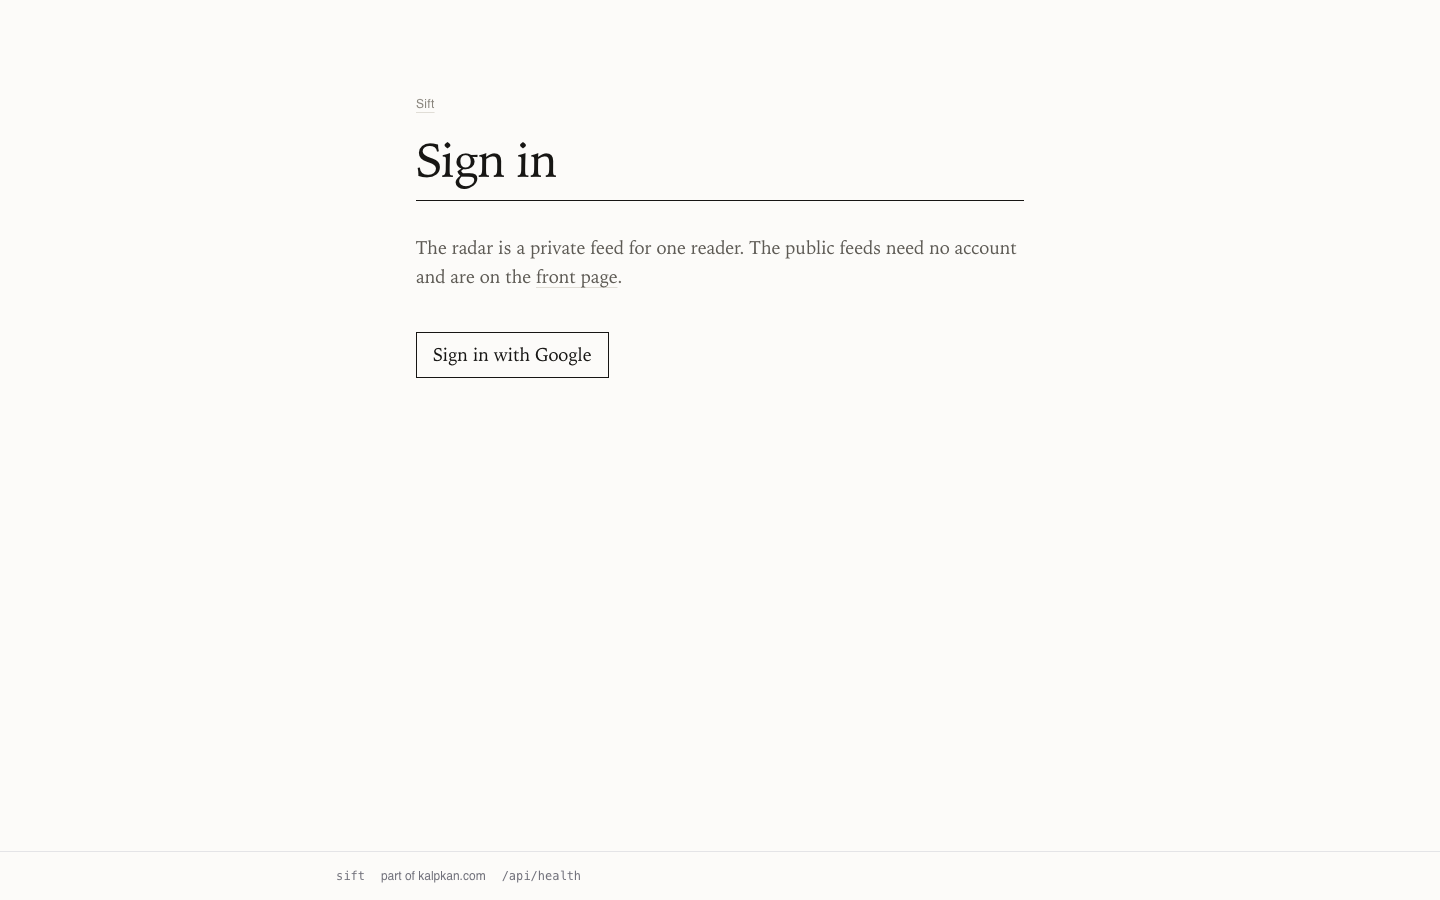 Sift
Sign in
The radar is a private feed for one reader. The public feeds need no account
and are on the front page.
Sign in with Google
sift part of kalpkan.com /api/health